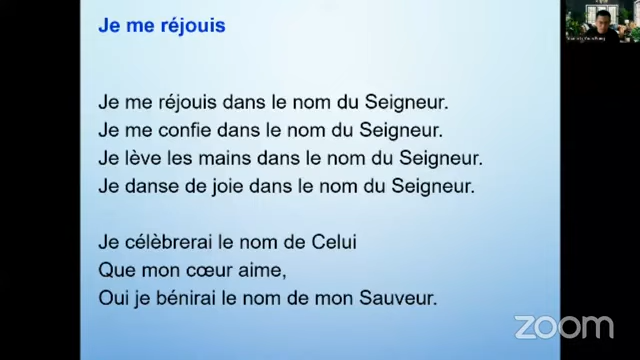 Je me réjouis
Je me réjouis dans le nom du Seigneur.
Je me confie dans le nom du Seigneur.
Je lève les mains dans le nom du Seigneur.
Je danse de joie dans le nom du Seigneur.
Je célèbrerai le nom de Celui
Que mon cœur aime,
Oui je bénirai le nom de mon Sauveur.
zoom